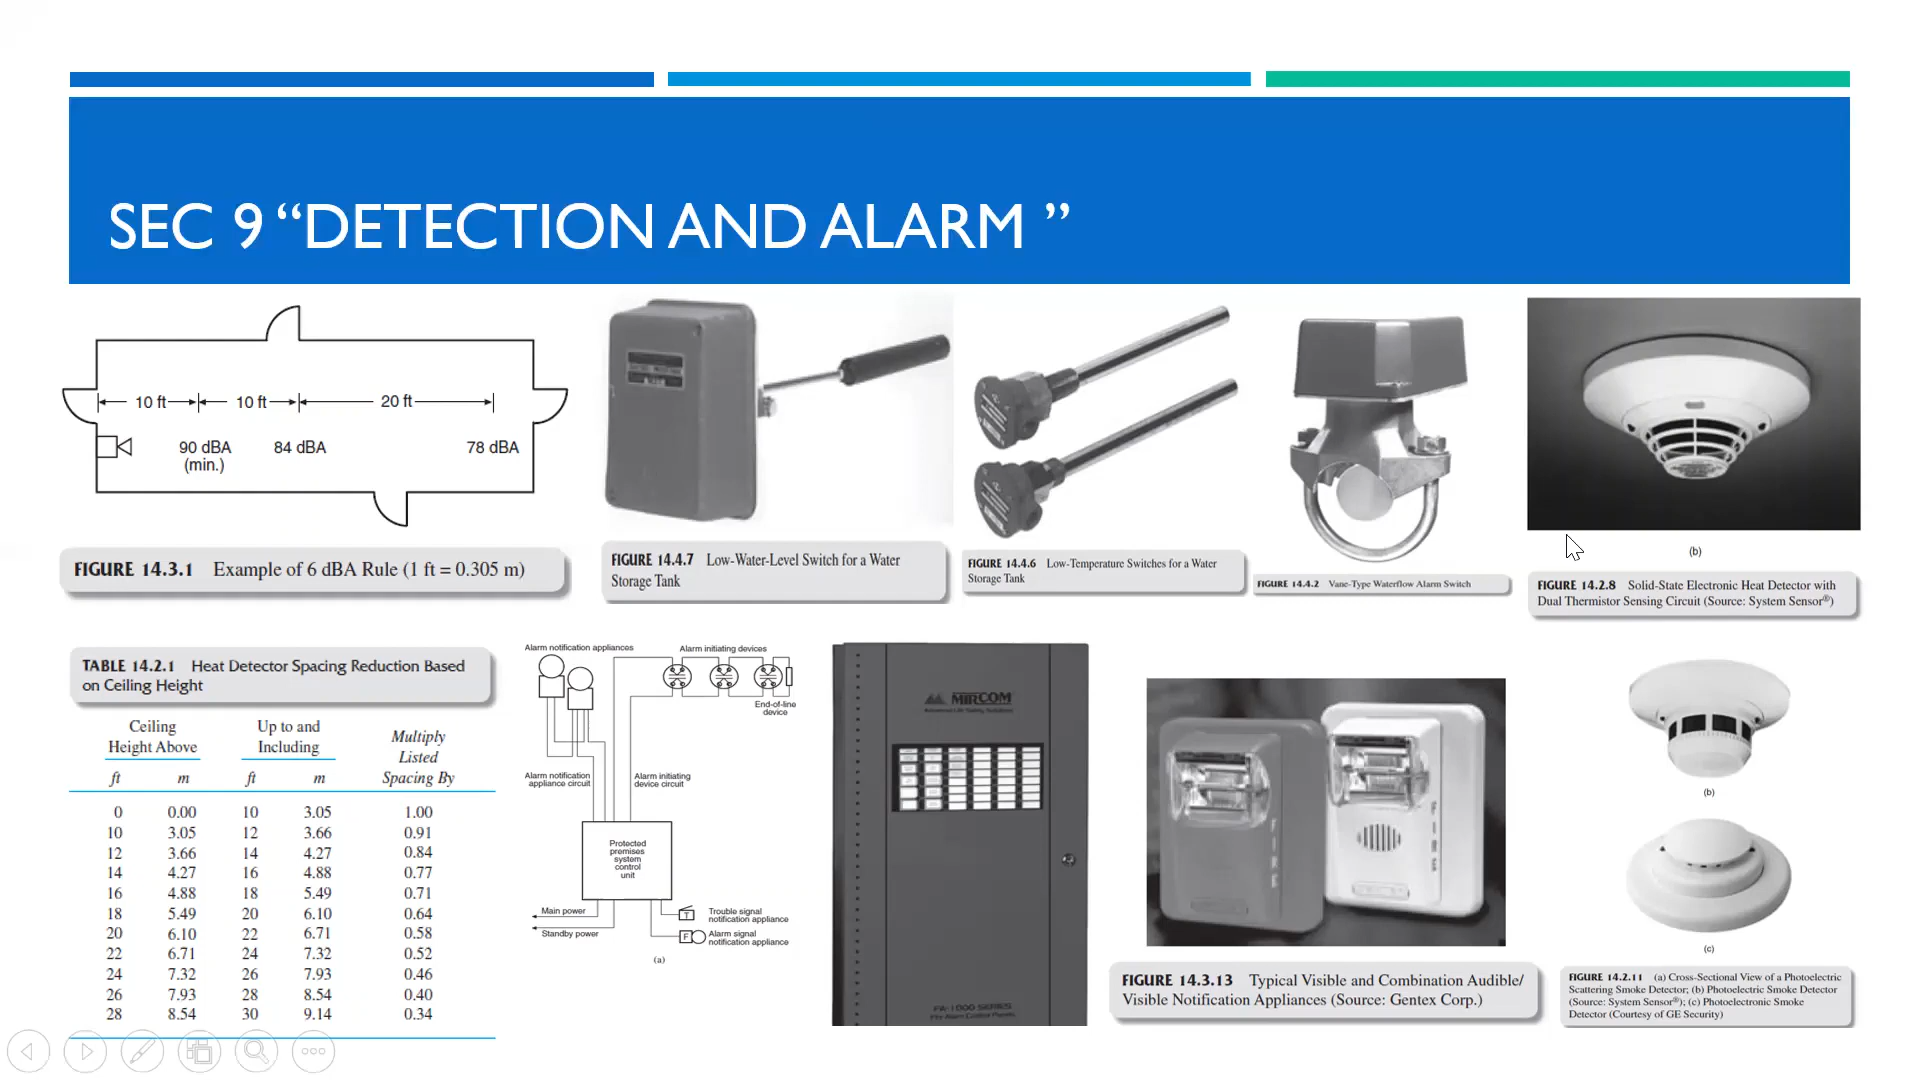 SEC 9 “DETECTION AND ALARM ”
10 ft
10 ft
20 ft
90 dBA
(min.)
84 dBA
78 dBA
FIGURE 14.3.1 Example of 6 dBA Rule (1 ft = 0.305 m)
FIGURE 14.4.7 Low-Water-Level Switch for a Water
Storage Tank
FIGURE 14.4.6 Low-Temperature Switches for a Water
Storage Tank
FIGURE 14.4.2 Vane-Type Waterflow Alarm Switch
(b)
FIGURE 14.2.8 Solid-State Electronic Heat Detector with
Dual Thermistor Sensing Circuit (Source: System Sensor®)
TABLE 14.2.1 Heat Detector Spacing Reduction Based
on Ceiling Height
Ceiling Height Above
Up to and Including
Multiply Listed Spacing By
ft m ft m
0 0.00 10 3.05 1.00
10 3.05 12 3.66 0.91
12 3.66 14 4.27 0.84
14 4.27 16 4.88 0.77
16 4.88 18 5.49 0.71
18 5.49 20 6.10 0.64
20 6.10 22 6.71 0.58
22 6.71 24 7.32 0.52
24 7.32 26 7.93 0.46
26 7.93 28 8.54 0.40
28 8.54 30 9.14 0.34
Alarm notification appliances
Alarm initiating devices
End-of-line
device
Alarm notification
appliance circuit
Alarm initiating
device circuit
Protected
premises
system
control
unit
Main power
Standby power
T
Trouble signal
notification appliance
F
Alarm signal
notification appliance
(a)
MIRCOM
FA-1000 SERIES
Fire Alarm Control Panels
FIGURE 14.3.13 Typical Visible and Combination Audible/
Visible Notification Appliances (Source: Gentex Corp.)
(b)
(c)
FIGURE 14.2.11 (a) Cross-Sectional View of a Photoelectric
Scattering Smoke Detector; (b) Photoelectric Smoke Detector
(Source: System Sensor®); (c) Photoelectronic Smoke
Detector (Courtesy of GE Security)